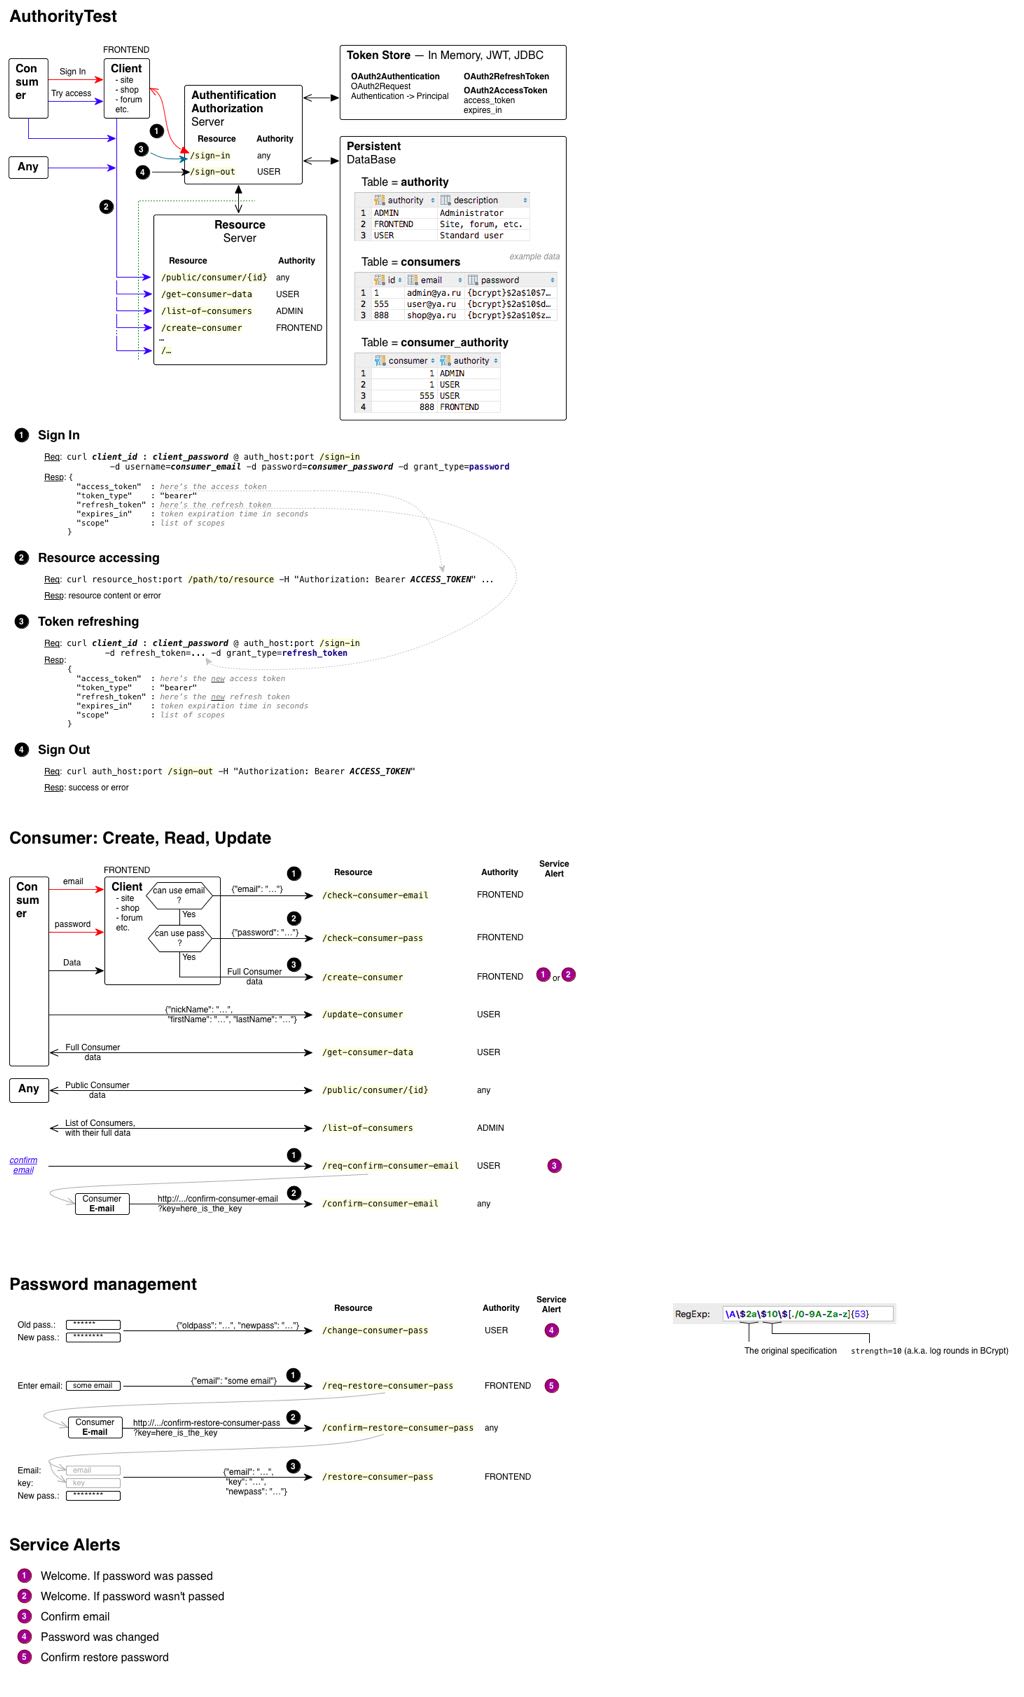 AuthorityTest
FRONTEND
Con
sum
er
Sign In
Try access
Client
- site
- shop
- forum
etc.
Any
1
3
4
2
Authentification
Authorization
Server
Resource Authority
/sign-in any
/sign-out USER
Resource
Server
Resource Authority
/public/consumer/{id} any
/get-consumer-data USER
/list-of-consumers ADMIN
/create-consumer FRONTEND
…
/…
Token Store — In Memory, JWT, JDBC
OAuth2Authentication
OAuth2Request
Authentication -> Principal
OAuth2RefreshToken
OAuth2AccessToken
access_token
expires_in
Persistent
DataBase
Table = authority
authority description
1 ADMIN Administrator
2 FRONTEND Site, forum, etc.
3 USER Standard user
example data
Table = consumers
id email password
1 1 admin@ya.ru {bcrypt}$2a$10$7…
2 555 user@ya.ru {bcrypt}$2a$10$d…
3 888 shop@ya.ru {bcrypt}$2a$10$z…
Table = consumer_authority
consumer authority
1 1 ADMIN
2 1 USER
3 555 USER
4 888 FRONTEND
1 Sign In
Req: curl client_id : client_password @ auth_host:port /sign-in
-d username=consumer_email -d password=consumer_password -d grant_type=password
Resp: {
"access_token" : here's the access token
"token_type" : "bearer"
"refresh_token" : here's the refresh token
"expires_in" : token expiration time in seconds
"scope" : list of scopes
}
2 Resource accessing
Req: curl resource_host:port /path/to/resource -H "Authorization: Bearer ACCESS_TOKEN" ...
Resp: resource content or error
3 Token refreshing
Req: curl client_id : client_password @ auth_host:port /sign-in
-d refresh_token=... -d grant_type=refresh_token
Resp:
{
"access_token" : here's the new access token
"token_type" : "bearer"
"refresh_token" : here's the new refresh token
"expires_in" : token expiration time in seconds
"scope" : list of scopes
}
4 Sign Out
Req: curl auth_host:port /sign-out -H "Authorization: Bearer ACCESS_TOKEN"
Resp: success or error
Consumer: Create, Read, Update
FRONTEND
Resource Authority Service
Alert
Con
sum
er
email
password
Data
Client
- site
- shop
- forum
etc.
can use email
?
Yes
can use pass
?
Yes
1
{"email": "…"} /check-consumer-email FRONTEND
2
{"password": "…"} /check-consumer-pass FRONTEND
3
Full Consumer
data
/create-consumer FRONTEND 1 or 2
{"nickName": "…",
"firstName": "…", "lastName": "…"}
/update-consumer USER
Full Consumer
data
/get-consumer-data USER
Any
Public Consumer
data
/public/consumer/{id} any
List of Consumers,
with their full data
/list-of-consumers ADMIN
confirm
email
1
/req-confirm-consumer-email USER 3
Consumer
E-mail
http://.../confirm-consumer-email
?key=here_is_the_key
2
/confirm-consumer-email any
Password management
Resource Authority Service
Alert
Old pass.: ******
New pass.: ********
{"oldpass": "…", "newpass": "…"}
/change-consumer-pass USER 4
RegExp: \A\$2a\$10\$[./0-9A-Za-z]{53}
The original specification
strength=10 (a.k.a. log rounds in BCrypt)
Enter email: some email
{"email": "some email"}
1
/req-restore-consumer-pass FRONTEND 5
Consumer
E-mail
http://.../confirm-restore-consumer-pass
?key=here_is_the_key
2
/confirm-restore-consumer-pass any
Email: email
key: key
New pass.: ********
{"email": "…",
"key": "…",
"newpass": "…"}
3
/restore-consumer-pass FRONTEND
Service Alerts
1 Welcome. If password was passed
2 Welcome. If password wasn't passed
3 Confirm email
4 Password was changed
5 Confirm restore password